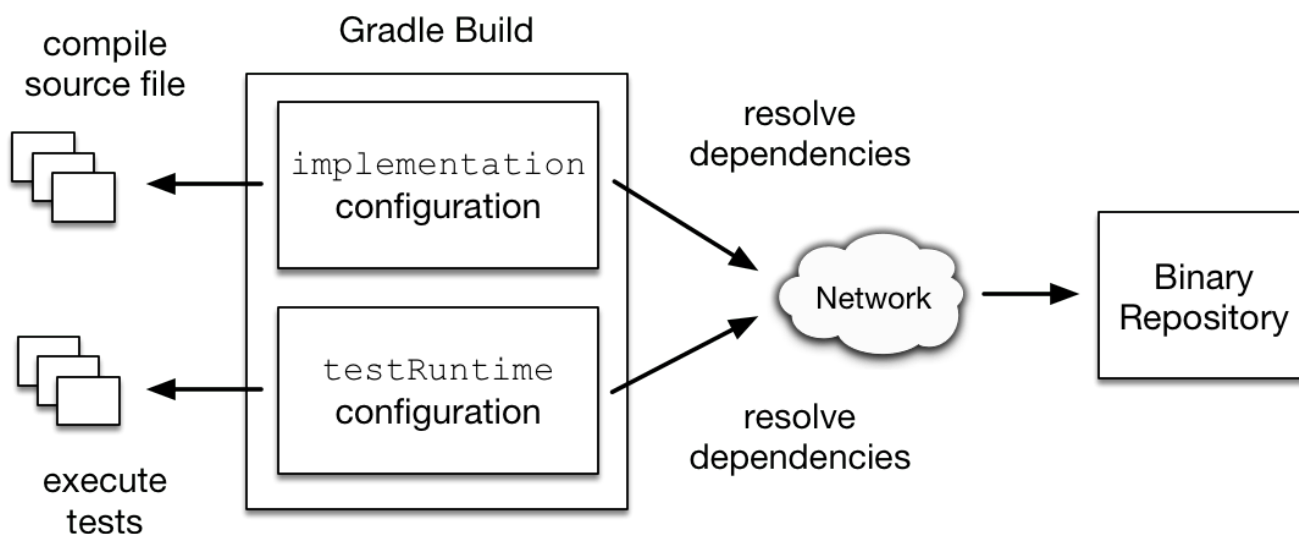 Gradle Build
compile
source file
implementation
configuration
resolve
dependencies
Network
Binary
Repository
testRuntime
configuration
resolve
dependencies
execute
tests